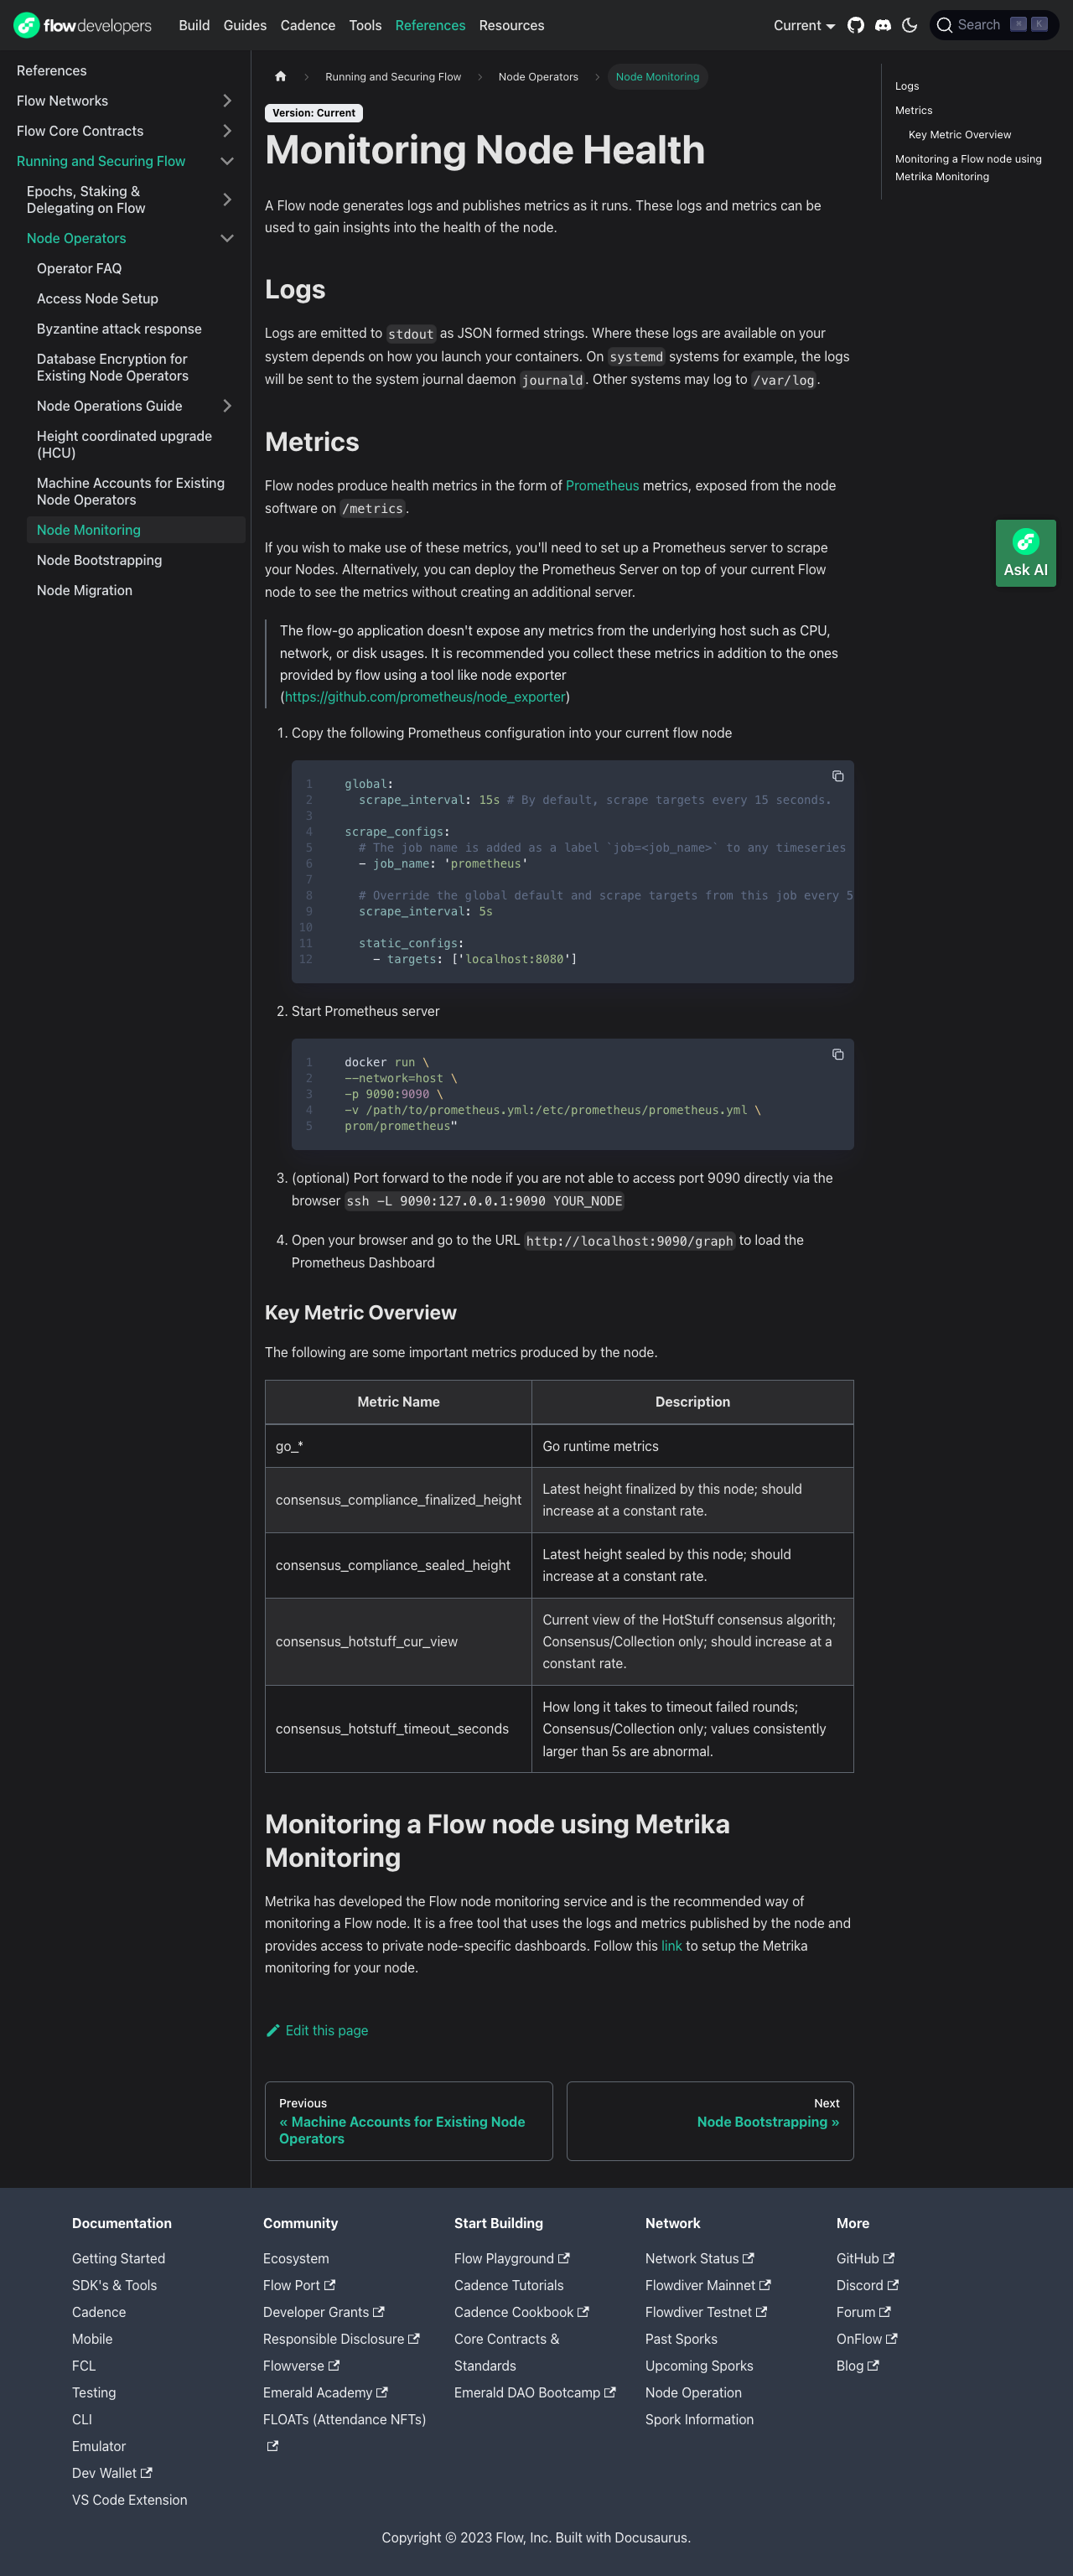 flowdevelopers
Build Guides Cadence Tools References Resources
Current
Search ⌘ K
References
Flow Networks
Flow Core Contracts
Running and Securing Flow
Epochs, Staking &
Delegating on Flow
Node Operators
Operator FAQ
Access Node Setup
Byzantine attack response
Database Encryption for
Existing Node Operators
Node Operations Guide
Height coordinated upgrade
(HCU)
Machine Accounts for Existing
Node Operators
Node Monitoring
Node Bootstrapping
Node Migration
Running and Securing Flow Node Operators Node Monitoring
Version: Current
Monitoring Node Health
A Flow node generates logs and publishes metrics as it runs. These logs and metrics can be
used to gain insights into the health of the node.
Logs
Logs are emitted to stdout as JSON formed strings. Where these logs are available on your
system depends on how you launch your containers. On systemd systems for example, the logs
will be sent to the system journal daemon journald. Other systems may log to /var/log.
Metrics
Flow nodes produce health metrics in the form of Prometheus metrics, exposed from the node
software on /metrics.
If you wish to make use of these metrics, you'll need to set up a Prometheus server to scrape
your Nodes. Alternatively, you can deploy the Prometheus Server on top of your current Flow
node to see the metrics without creating an additional server.
The flow-go application doesn't expose any metrics from the underlying host such as CPU,
network, or disk usages. It is recommended you collect these metrics in addition to the ones
provided by flow using a tool like node exporter
(https://github.com/prometheus/node_exporter)
1. Copy the following Prometheus configuration into your current flow node
1 global:
2 scrape_interval: 15s # By default, scrape targets every 15 seconds.
3
4 scrape_configs:
5 # The job name is added as a label `job=<job_name>` to any timeseries
6 - job_name: 'prometheus'
7
8 # Override the global default and scrape targets from this job every 5
9 scrape_interval: 5s
10
11 static_configs:
12 - targets: ['localhost:8080']
2. Start Prometheus server
1 docker run \
2 --network=host \
3 -p 9090:9090 \
4 -v /path/to/prometheus.yml:/etc/prometheus/prometheus.yml \
5 prom/prometheus"
3. (optional) Port forward to the node if you are not able to access port 9090 directly via the
browser ssh -L 9090:127.0.0.1:9090 YOUR_NODE
4. Open your browser and go to the URL http://localhost:9090/graph to load the
Prometheus Dashboard
Key Metric Overview
The following are some important metrics produced by the node.
Metric Name Description
go_* Go runtime metrics
consensus_compliance_finalized_height Latest height finalized by this node; should
increase at a constant rate.
consensus_compliance_sealed_height Latest height sealed by this node; should
increase at a constant rate.
consensus_hotstuff_cur_view Current view of the HotStuff consensus algorith;
Consensus/Collection only; should increase at a
constant rate.
consensus_hotstuff_timeout_seconds How long it takes to timeout failed rounds;
Consensus/Collection only; values consistently
larger than 5s are abnormal.
Monitoring a Flow node using Metrika
Monitoring
Metrika has developed the Flow node monitoring service and is the recommended way of
monitoring a Flow node. It is a free tool that uses the logs and metrics published by the node and
provides access to private node-specific dashboards. Follow this link to setup the Metrika
monitoring for your node.
Edit this page
Previous
« Machine Accounts for Existing Node
Operators
Next
Node Bootstrapping »
Logs
Metrics
Key Metric Overview
Monitoring a Flow node using
Metrika Monitoring
Ask AI
Documentation
Getting Started
SDK's & Tools
Cadence
Mobile
FCL
Testing
CLI
Emulator
Dev Wallet
VS Code Extension
Community
Ecosystem
Flow Port
Developer Grants
Responsible Disclosure
Flowverse
Emerald Academy
FLOATs (Attendance NFTs)
Start Building
Flow Playground
Cadence Tutorials
Cadence Cookbook
Core Contracts &
Standards
Emerald DAO Bootcamp
Network
Network Status
Flowdiver Mainnet
Flowdiver Testnet
Past Sporks
Upcoming Sporks
Node Operation
Spork Information
More
GitHub
Discord
Forum
OnFlow
Blog
Copyright © 2023 Flow, Inc. Built with Docusaurus.